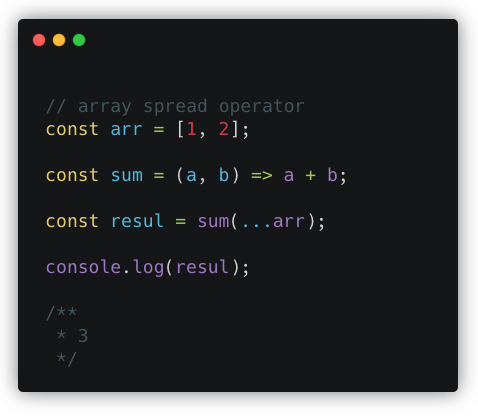 // array spread operator
const arr = [1, 2];
const sum = (a, b) => a + b;
const resul = sum(...arr);
console.log(resul);
/**
 * 3
 */